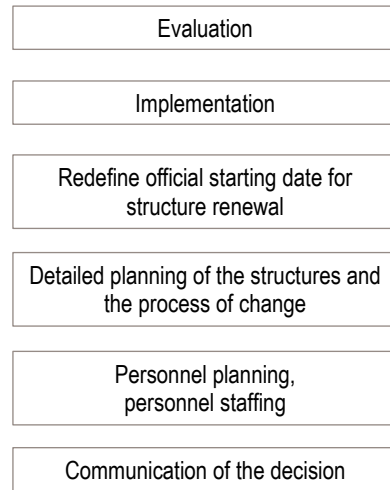 Evaluation
Implementation
Redefine official starting date for
structure renewal
Detailed planning of the structures and
the process of change
Personnel planning,
personnel staffing
Communication of the decision